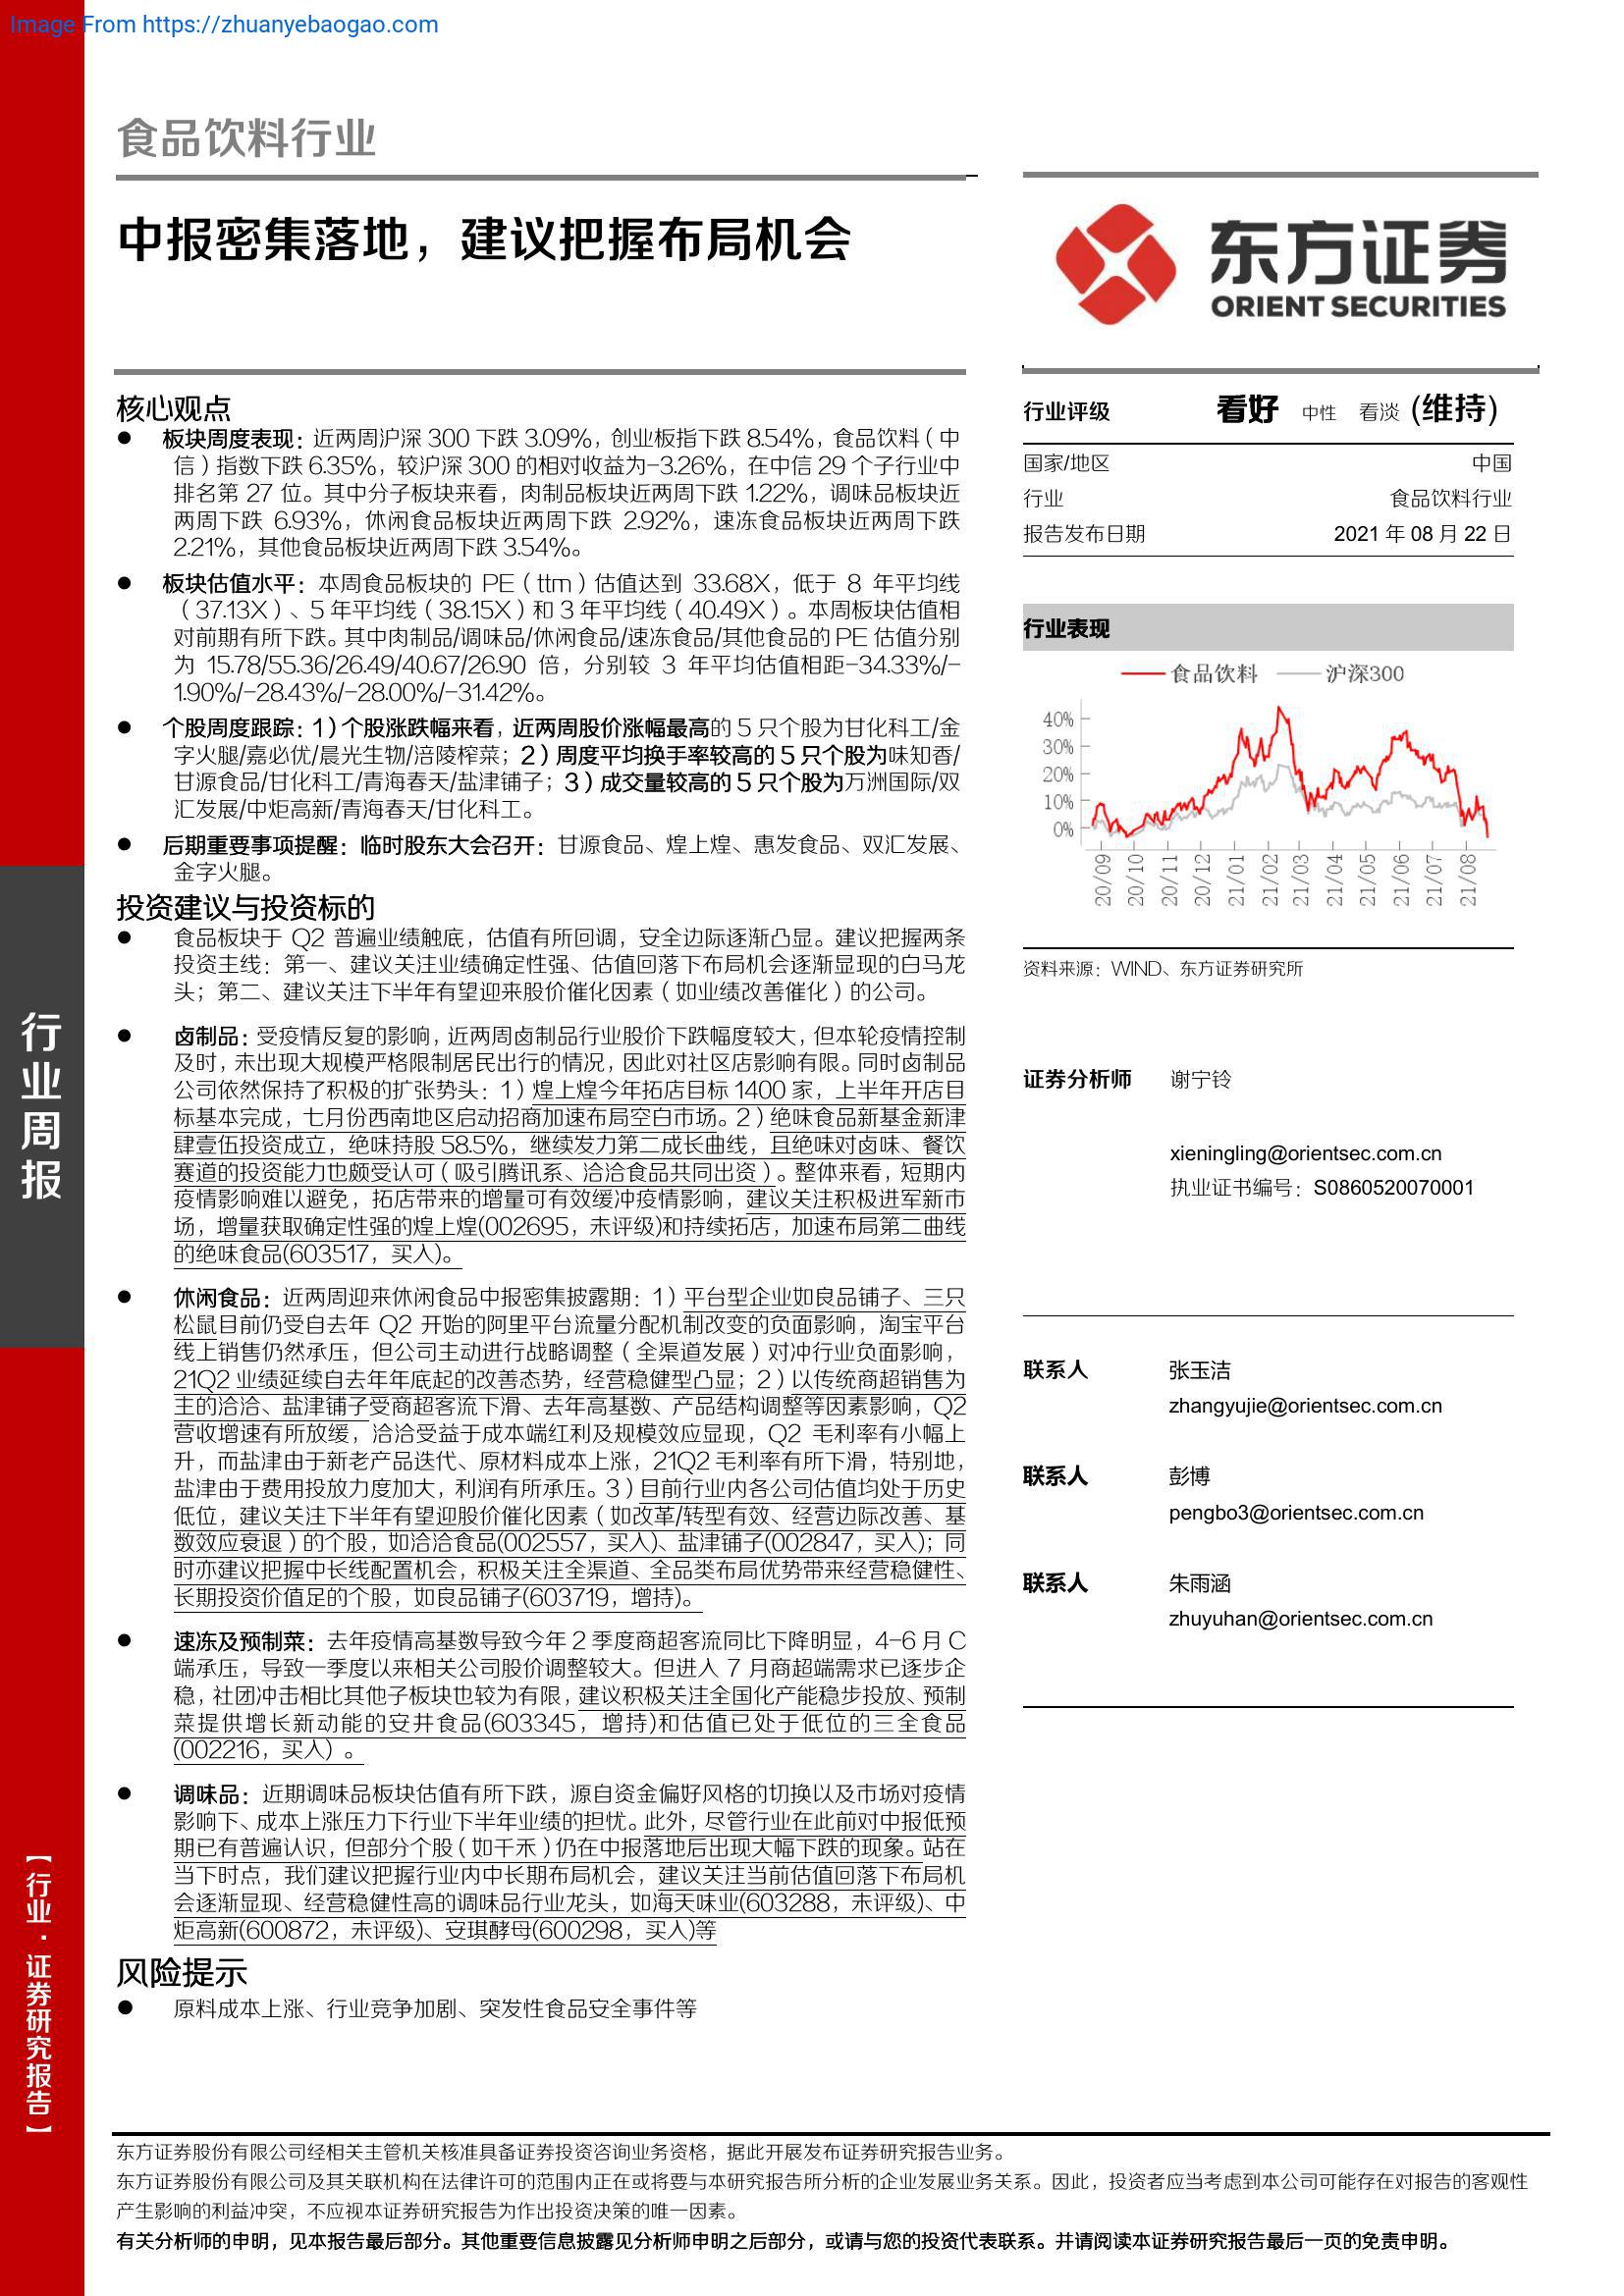 Image From https://zhuanyebaogao.com
食品饮料行业
中报密集落地，建议把握布局机会
东方证券
ORIENT SECURITIES
核心观点
● 板块周度表现：近两周沪深 300 下跌 3.09%，创业板指下跌 8.54%，食品饮料（中
信）指数下跌 6.35%，较沪深 300 的相对收益为-3.26%，在中信 29 个子行业中
排名第 27 位。其中分子板块来看，肉制品板块近两周下跌 1.22%，调味品板块近
两周下跌 6.93%，休闲食品板块近两周下跌 2.92%，速冻食品板块近两周下跌
2.21%，其他食品板块近两周下跌 3.54%。
● 板块估值水平：本周食品板块的 PE（ttm）估值达到 33.68X，低于 8 年平均线
（37.13X）、5 年平均线（38.15X）和 3 年平均线（40.49X）。本周板块估值相
对前期有所下跌。其中肉制品/调味品/休闲食品/速冻食品/其他食品的 PE 估值分别
为 15.78/55.36/26.49/40.67/26.90 倍，分别较 3 年平均估值相距-34.33%/-
1.90%/-28.43%/-28.00%/-31.42%。
● 个股周度跟踪：1）个股涨跌幅来看，近两周股价涨幅最高的 5 只个股为甘化科工/金
字火腿/嘉必优/晨光生物/涪陵榨菜；2）周度平均换手率较高的 5 只个股为味知香/
甘源食品/甘化科工/青海春天/盐津铺子；3）成交量较高的 5 只个股为万洲国际/双
汇发展/中炬高新/青海春天/甘化科工。
● 后期重要事项提醒：临时股东大会召开：甘源食品、煌上煌、惠发食品、双汇发展、
金字火腿。
投资建议与投资标的
● 食品板块于 Q2 普遍业绩触底，估值有所回调，安全边际逐渐凸显。建议把握两条
投资主线：第一、建议关注业绩确定性强、估值回落下布局机会逐渐显现的白马龙
头；第二、建议关注下半年有望迎来股价催化因素（如业绩改善催化）的公司。
● 卤制品：受疫情反复的影响，近两周卤制品行业股价下跌幅度较大，但本轮疫情控制
及时，未出现大规模严格限制居民出行的情况，因此对社区店影响有限。同时卤制品
公司依然保持了积极的扩张势头：1）煌上煌今年拓店目标 1400 家，上半年开店目
标基本完成，七月份西南地区启动招商加速布局空白市场。2）绝味食品新基金新津
肆壹伍投资成立，绝味持股 58.5%，继续发力第二成长曲线，且绝味对卤味、餐饮
赛道的投资能力也颇受认可（吸引腾讯系、洽洽食品共同出资）。整体来看，短期内
疫情影响难以避免，拓店带来的增量可有效缓冲疫情影响，建议关注积极进军新市
场，增量获取确定性强的煌上煌(002695，未评级)和持续拓店，加速布局第二曲线
的绝味食品(603517，买入)。
● 休闲食品：近两周迎来休闲食品中报密集披露期：1）平台型企业如良品铺子、三只
松鼠目前仍受自去年 Q2 开始的阿里平台流量分配机制改变的负面影响，淘宝平台
线上销售仍然承压，但公司主动进行战略调整（全渠道发展）对冲行业负面影响，
21Q2 业绩延续自去年年底起的改善态势，经营稳健型凸显；2）以传统商超销售为
主的洽洽、盐津铺子受商超客流下滑、去年高基数、产品结构调整等因素影响，Q2
营收增速有所放缓，洽洽受益于成本端红利及规模效应显现，Q2 毛利率有小幅上
升，而盐津由于新老产品迭代、原材料成本上涨，21Q2 毛利率有所下滑，特别地，
盐津由于费用投放力度加大，利润有所承压。3）目前行业内各公司估值均处于历史
低位，建议关注下半年有望迎股价催化因素（如改革/转型有效、经营边际改善、基
数效应衰退）的个股，如洽洽食品(002557，买入)、盐津铺子(002847，买入)；同
时亦建议把握中长线配置机会，积极关注全渠道、全品类布局优势带来经营稳健性、
长期投资价值足的个股，如良品铺子(603719，增持)。
● 速冻及预制菜：去年疫情高基数导致今年 2 季度商超客流同比下降明显，4-6 月 C
端承压，导致一季度以来相关公司股价调整较大。但进入 7 月商超端需求已逐步企
稳，社团冲击相比其他子板块也较为有限，建议积极关注全国化产能稳步投放、预制
菜提供增长新动能的安井食品(603345，增持)和估值已处于低位的三全食品
(002216，买入) 。
● 调味品：近期调味品板块估值有所下跌，源自资金偏好风格的切换以及市场对疫情
影响下、成本上涨压力下行业下半年业绩的担忧。此外，尽管行业在此前对中报低预
期已有普遍认识，但部分个股（如千禾）仍在中报落地后出现大幅下跌的现象。站在
当下时点，我们建议把握行业内中长期布局机会，建议关注当前估值回落下布局机
会逐渐显现、经营稳健性高的调味品行业龙头，如海天味业(603288，未评级)、中
炬高新(600872，未评级)、安琪酵母(600298，买入)等
风险提示
● 原料成本上涨、行业竞争加剧、突发性食品安全事件等
行业评级 看好 中性 看淡 (维持)
国家/地区 中国
行业 食品饮料行业
报告发布日期 2021 年 08 月 22 日
行业表现
食品饮料 沪深300
40%
30%
20%
10%
0%
20/09 20/10 20/11 20/12 21/01 21/02 21/03 21/04 21/05 21/06 21/07 21/08
资料来源：WIND、东方证券研究所
证券分析师 谢宁铃
xieningling@orientsec.com.cn
执业证书编号：S0860520070001
联系人 张玉洁
zhangyujie@orientsec.com.cn
联系人 彭博
pengbo3@orientsec.com.cn
联系人 朱雨涵
zhuyuhan@orientsec.com.cn
行业周报
【行业·证券研究报告】
东方证券股份有限公司经相关主管机关核准具备证券投资咨询业务资格，据此开展发布证券研究报告业务。
东方证券股份有限公司及其关联机构在法律许可的范围内正在或将要与本研究报告所分析的企业发展业务关系。因此，投资者应当考虑到本公司可能存在对报告的客观性
产生影响的利益冲突，不应视本证券研究报告为作出投资决策的唯一因素。
有关分析师的申明，见本报告最后部分。其他重要信息披露见分析师申明之后部分，或请与您的投资代表联系。并请阅读本证券研究报告最后一页的免责申明。